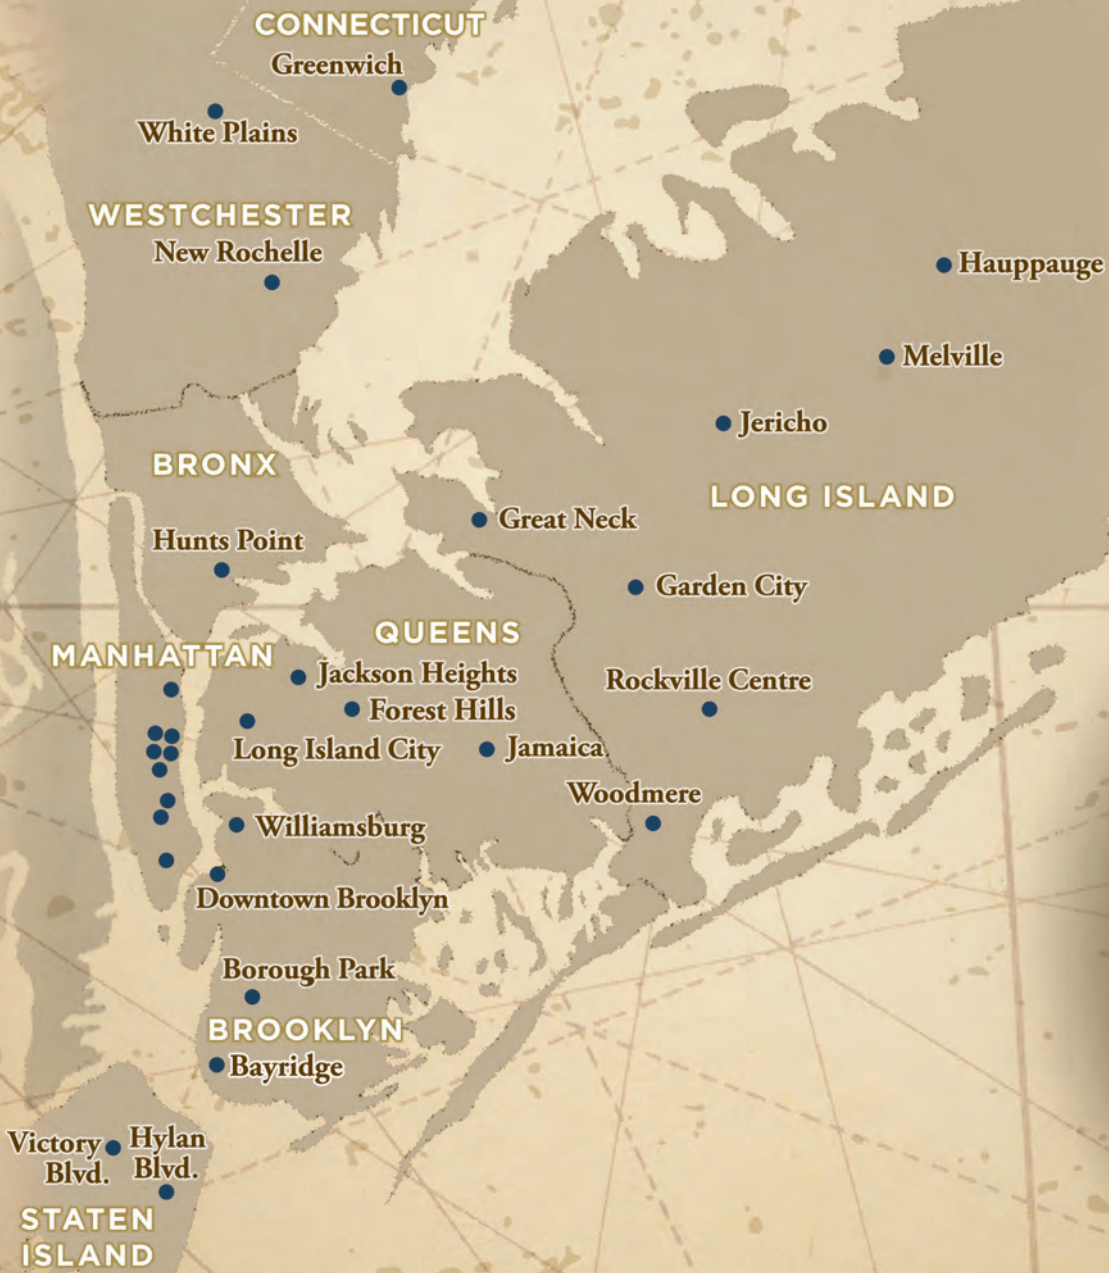 CONNECTICUT
Greenwich
White Plains
WESTCHESTER
New Rochelle
Hauppauge
Melville
Jericho
BRONX
LONG ISLAND
Great Neck
Hunts Point
Garden City
QUEENS
MANHATTAN
Jackson Heights
Rockville Centre
Forest Hills
Long Island City
Jamaica
Woodmere
Williamsburg
Downtown Brooklyn
Borough Park
BROOKLYN
Bayridge
Victory
Blvd.
Hylan
Blvd.
STATEN
ISLAND